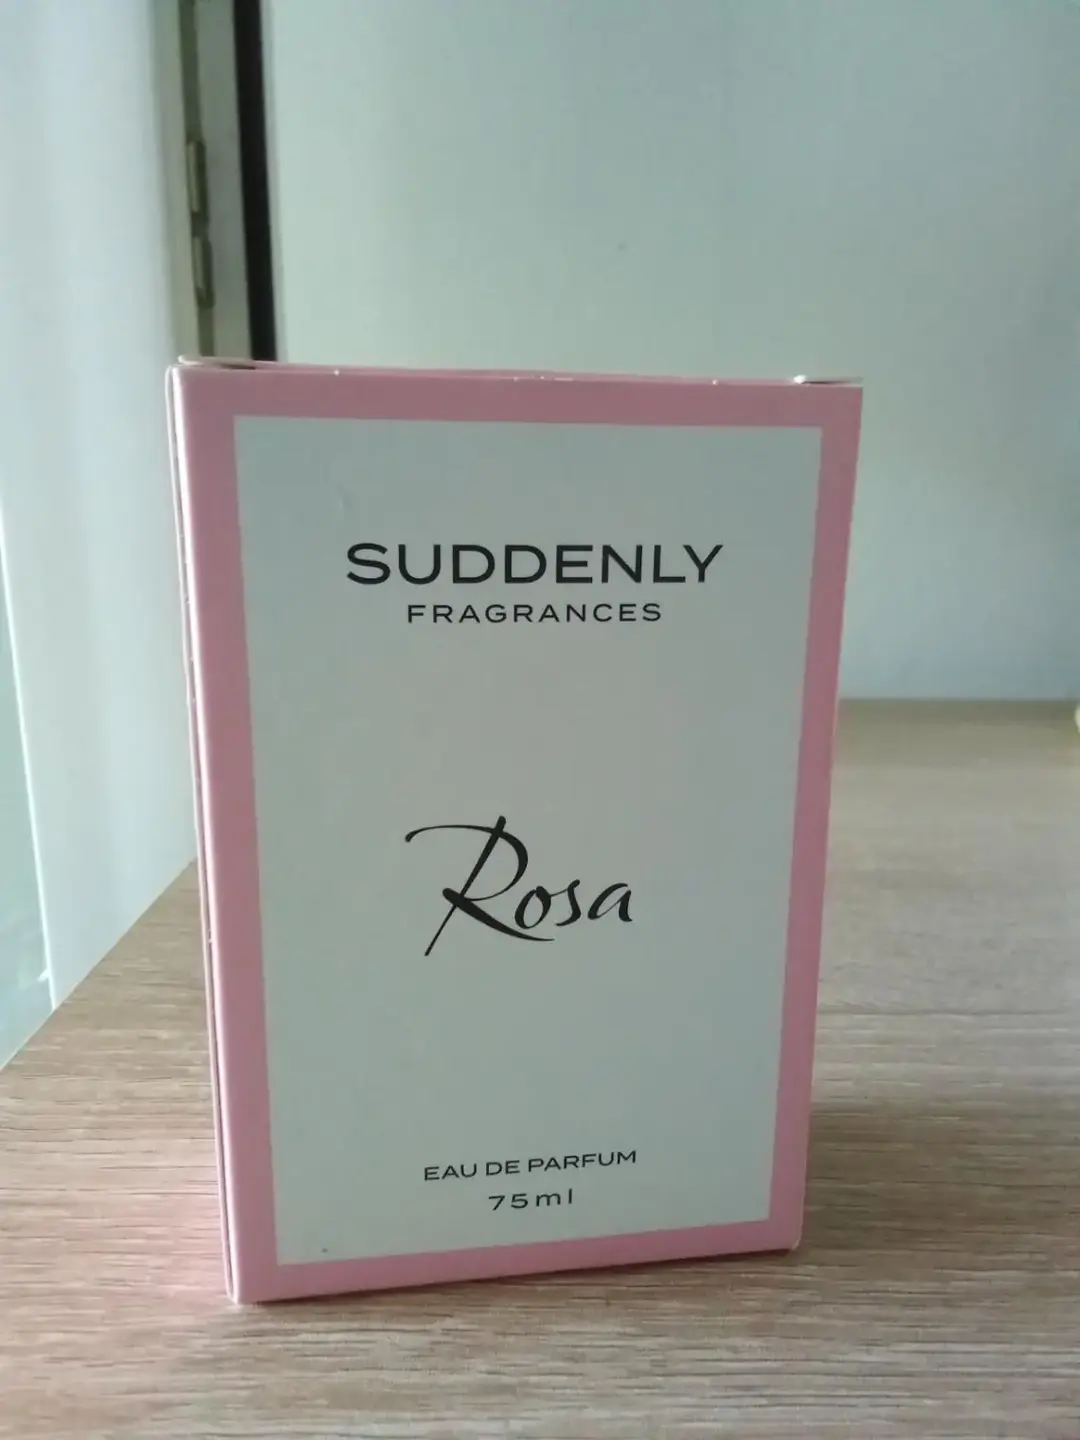 SUDDENLY
FRAGRANCES
Rosa
EAU DE PARFUM
75ml